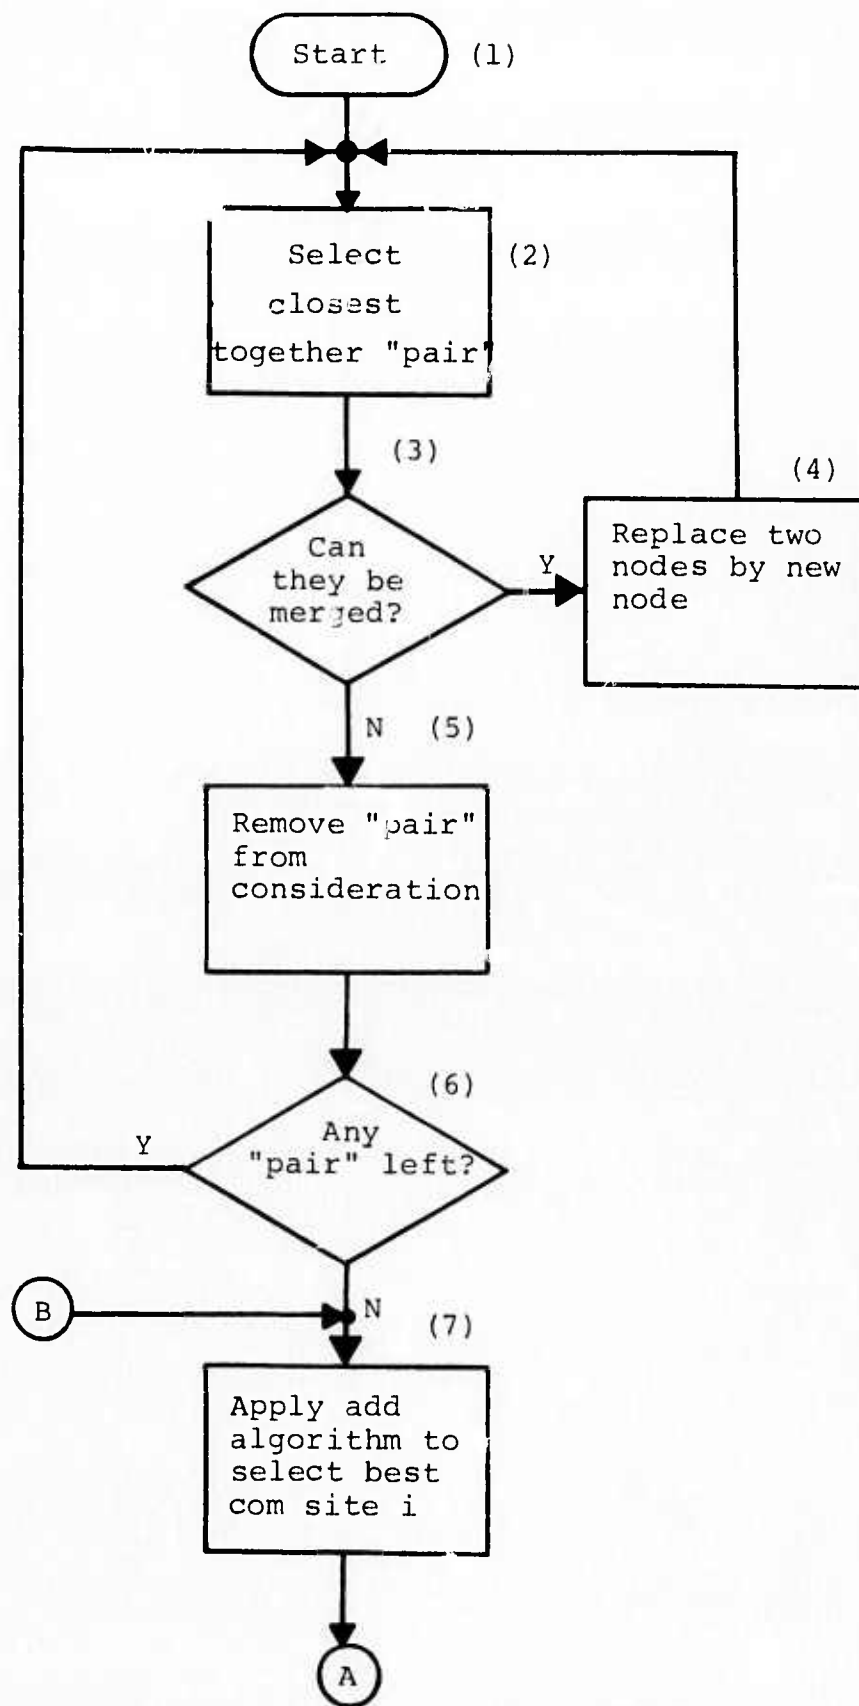 Start (1)
Select (2)
closest
together "pair"
(3)
Can
they be
merged?
Y
(4)
Replace two
nodes by new
node
N (5)
Remove "pair"
from
consideration
(6)
Any
"pair" left?
Y
B
N
(7)
Apply add
algorithm to
select best
com site i
A